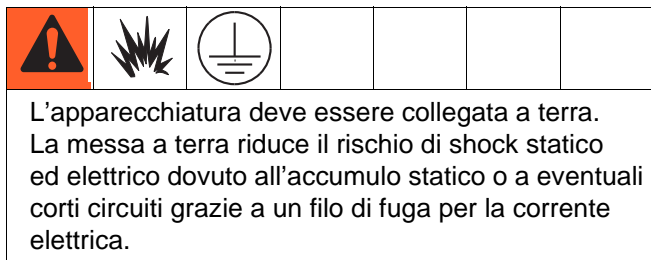 L'apparecchiatura deve essere collegata a terra.
La messa a terra riduce il rischio di shock statico
ed elettrico dovuto all'accumulo statico o a eventuali
corti circuiti grazie a un filo di fuga per la corrente
elettrica.